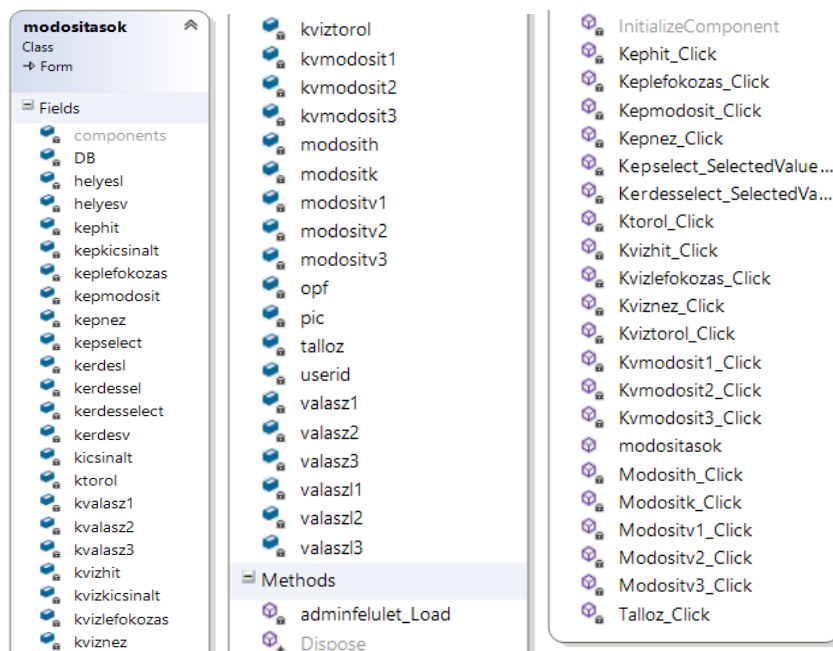 modositasok
Class
Form
Fields
components
DB
helyesl
helyesv
kephit
kepkicsinalt
keplefokozas
kepmodosit
kepnez
kepselect
kerdesl
kerdessel
kerdesselect
kerdesv
kicsinalt
ktorol
kvalasz1
kvalasz2
kvalasz3
kvizhit
kvizkicsinalt
kvizlefokozas
kviznez
kviztorol
kvmodosit1
kvmodosit2
kvmodosit3
modosith
modositk
modositv1
modositv2
modositv3
opf
pic
talloz
userid
valasz1
valasz2
valasz3
valaszl1
valaszl2
valaszl3
Methods
adminfelulet_Load
Dispose
InitializeComponent
Kephit_Click
Keplefokozas_Click
Kepmodosit_Click
Kepnez_Click
Kepselect_SelectedValue...
Kerdesselect_SelectedVa...
Ktorol_Click
Kvizhit_Click
Kvizlefokozas_Click
Kviznez_Click
Kviztorol_Click
Kvmodosit1_Click
Kvmodosit2_Click
Kvmodosit3_Click
modositasok
Modosith_Click
Modositk_Click
Modositv1_Click
Modositv2_Click
Modositv3_Click
Talloz_Click